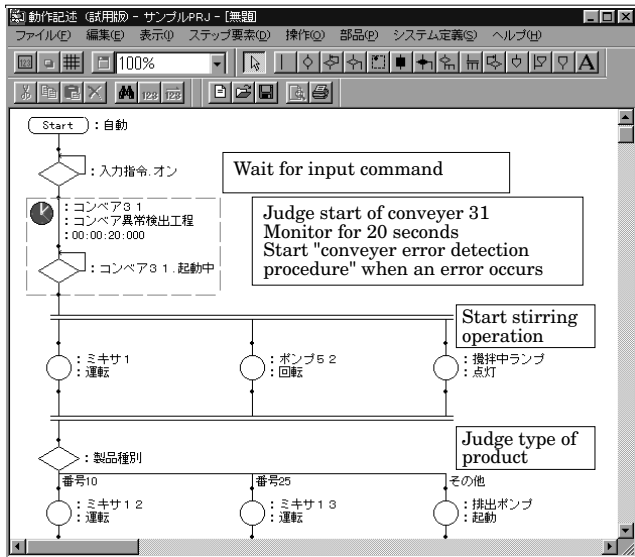 動作記述 (試用版) - サンプルPRJ - [無題]
ファイル(F) 編集(E) 表示(I) ステップ要素(D) 操作(O) 部品(P) システム定義(S) ヘルプ(H)
100%
A
123 123
Start : 自動
: 入力指令.オン
Wait for input command
: コンベア31
: コンベア異常検出工程
: 00:00:20:000
Judge start of conveyer 31
Monitor for 20 seconds
Start "conveyer error detection
procedure" when an error occurs
: コンベア31.起動中
Start stirring
operation
: ミキサ1
: 運転
: ポンプ52
: 回転
: 攪拌中ランプ
: 点灯
Judge type of
product
: 製品種別
番号10
番号25
その他
: ミキサ12
: 運転
: ミキサ13
: 運転
: 排出ポンプ
: 起動